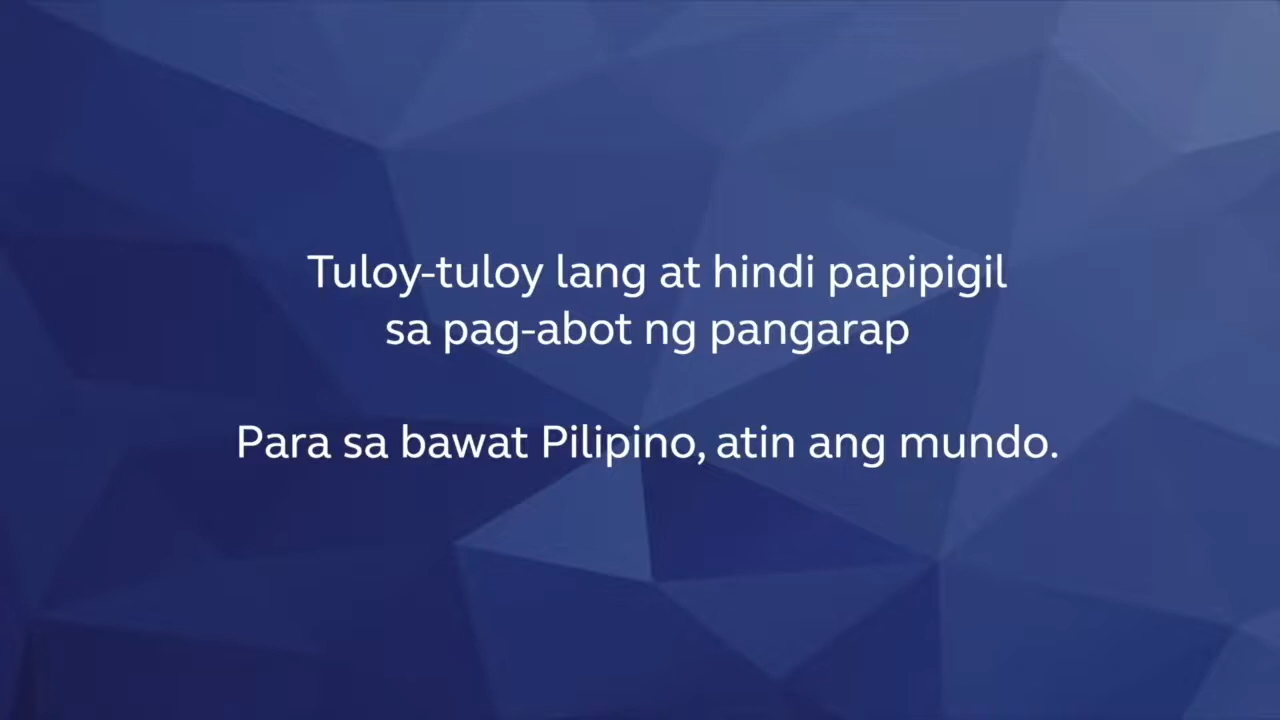 Tuloy-tuloy lang at hindi papipigil
sa pag-abot ng pangarap
Para sa bawat Pilipino, atin ang mundo.